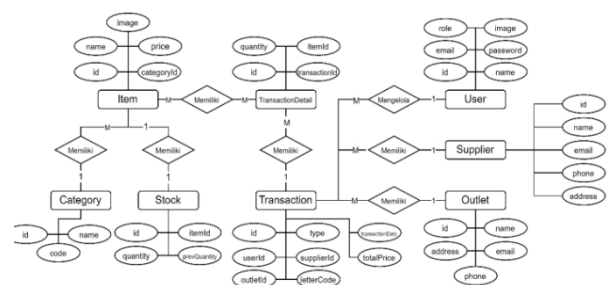 image
name
price
id
categoryId
quantity
itemId
id
transactionId
role
image
email
password
id
name
Item
M
Memiliki
M
TransactionDetail
M
Mengelola
1
User
M
1
M
id
name
email
phone
address
Memiliki
Memiliki
Memiliki
M
Memiliki
1
Supplier
1
1
1
Category
Stock
Transaction
M
Memiliki
1
Outlet
id
name
code
id
itemId
quantity
prevQuantity
id
type
transactionDate
userId
supplierId
totalPrice
outletId
letterCode
id
name
address
email
phone